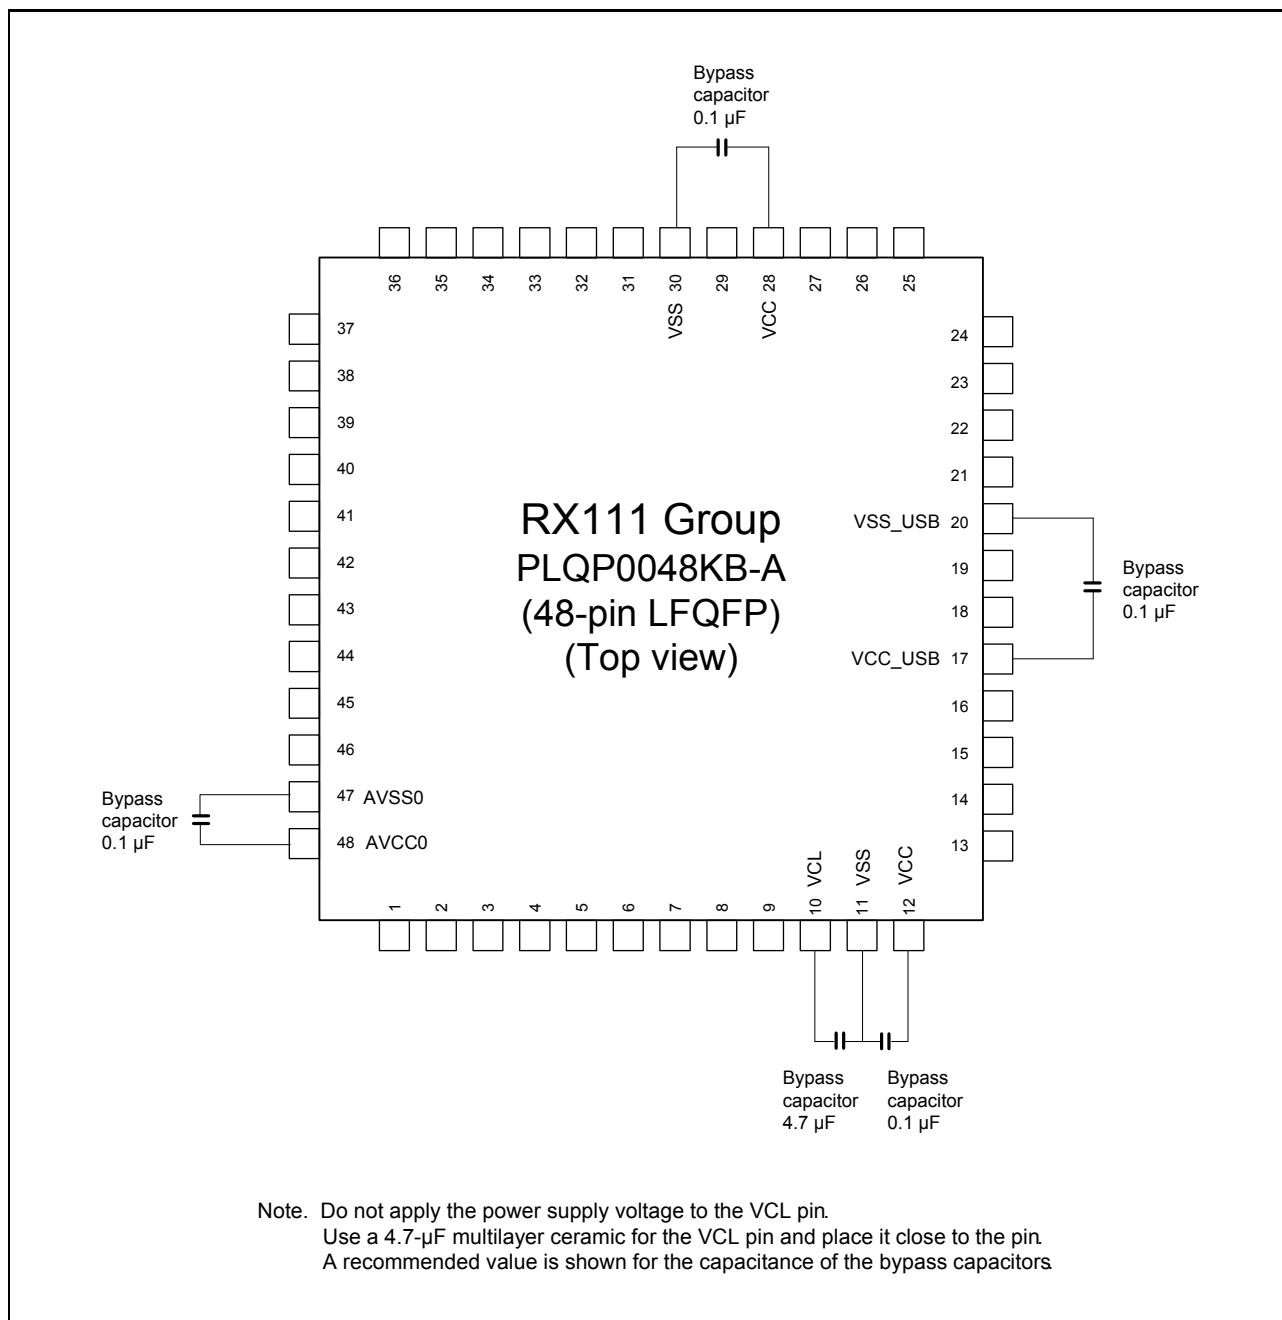 Bypass
capacitor
0.1 µF
36 35 34 33 32 31 30 29 28 27 26 25
VSS VCC
37
38
39
40
41
42
43
44
45
46
47 AVSS0
48 AVCC0
Bypass
capacitor
0.1 µF
RX111 Group
PLQP0048KB-A
(48-pin LFQFP)
(Top view)
24
23
22
21
VSS_USB 20
19
18
VCC_USB 17
16
15
14
13
Bypass
capacitor
0.1 µF
VCL VSS VCC
1 2 3 4 5 6 7 8 9 10 11 12
Bypass
capacitor
4.7 µF
Bypass
capacitor
0.1 µF
Note. Do not apply the power supply voltage to the VCL pin.
Use a 4.7-µF multilayer ceramic for the VCL pin and place it close to the pin.
A recommended value is shown for the capacitance of the bypass capacitors.